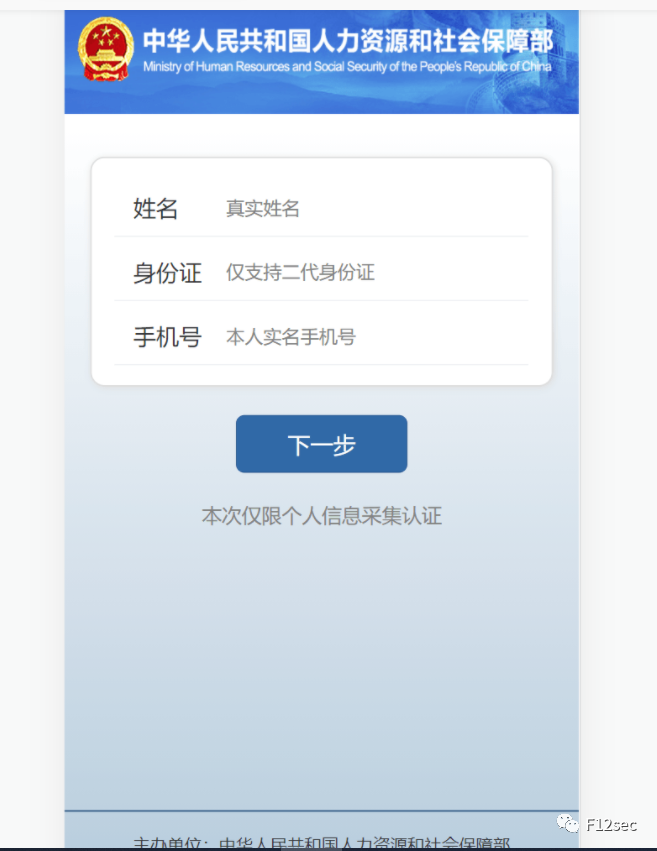 中华人民共和国人力资源和社会保障部
Ministry of Human Resources and Social Security of the People's Republic of China
姓名 真实姓名
身份证 仅支持二代身份证
手机号 本人实名手机号
下一步
本次仅限个人信息采集认证
主办单位：中华人民共和国人力资源和社会保障部
F12sec